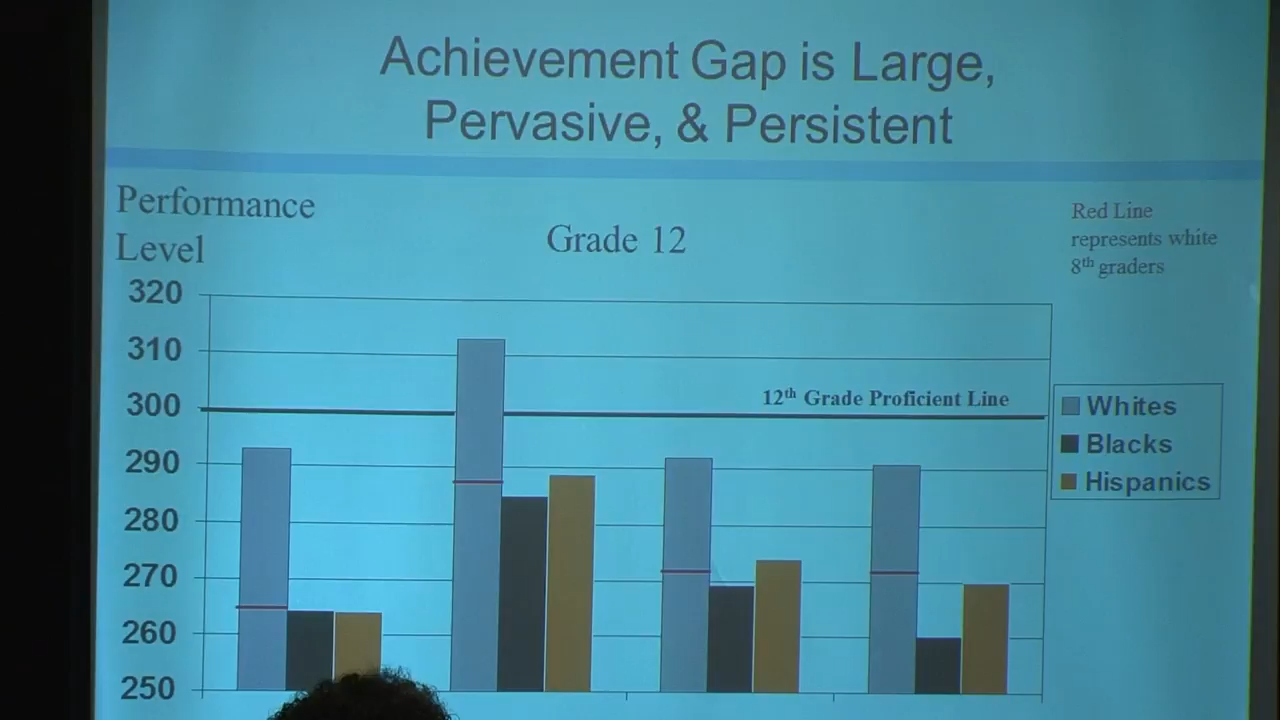 Achievement Gap is Large,
Pervasive, & Persistent
Performance
Level
Grade 12
Red Line
represents white
8th graders
320
310
300
290
280
270
260
250
12th Grade Proficient Line
Whites
Blacks
Hispanics